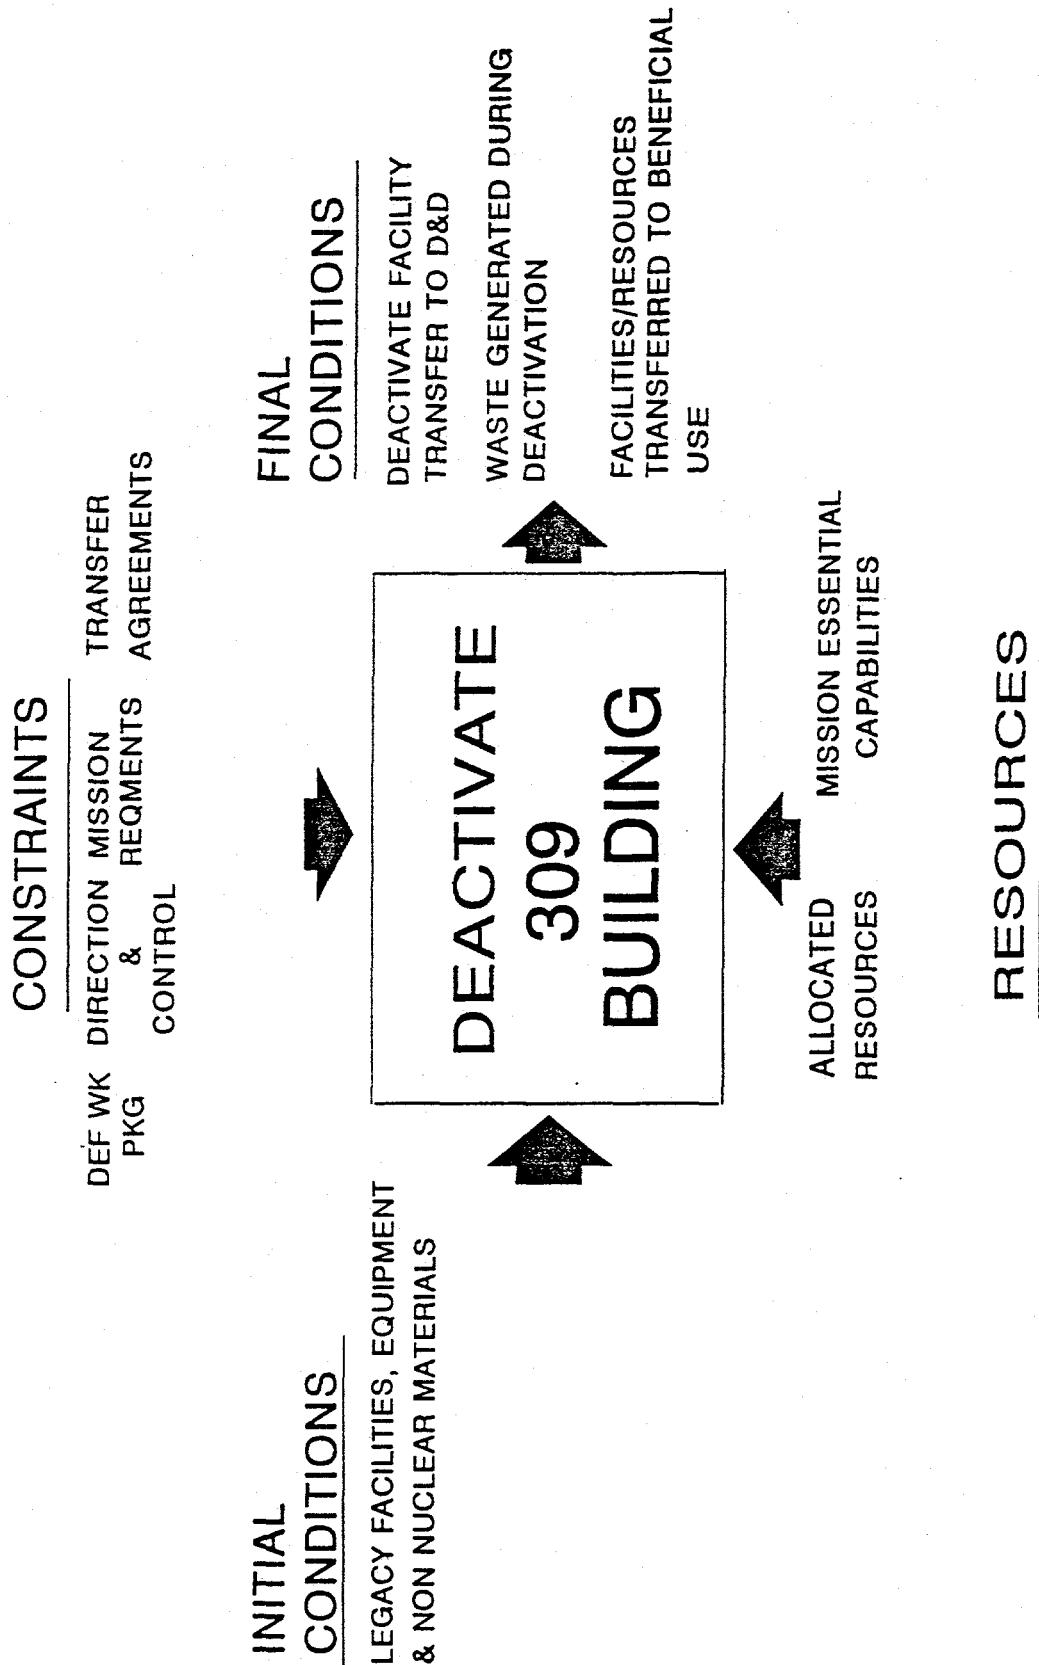 CONSTRAINTS
DEF WK DIRECTION MISSION TRANSFER
PKG & REQMENTS AGREEMENTS
CONTROL
INITIAL
CONDITIONS
LEGACY FACILITIES, EQUIPMENT
& NON NUCLEAR MATERIALS
DEACTIVATE
309
BUILDING
FINAL
CONDITIONS
DEACTIVATE FACILITY
TRANSFER TO D&D
WASTE GENERATED DURING
DEACTIVATION
FACILITIES/RESOURCES
TRANSFERRED TO BENEFICIAL
USE
ALLOCATED MISSION ESSENTIAL
RESOURCES CAPABILITIES
RESOURCES